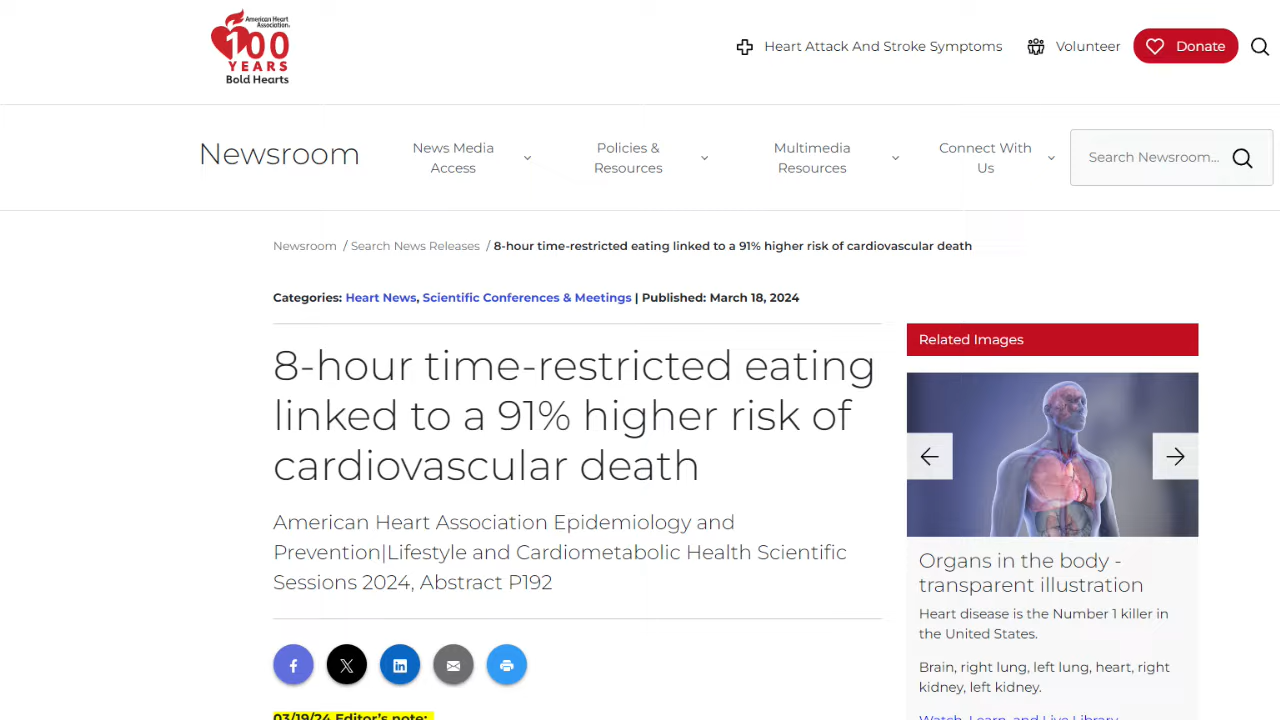 American Heart
Association.
100
YEARS
Bold Hearts
Heart Attack And Stroke Symptoms
Volunteer
Donate
Newsroom
News Media
Access
Policies &
Resources
Multimedia
Resources
Connect With
Us
Search Newsroom...
Newsroom / Search News Releases / 8-hour time-restricted eating linked to a 91% higher risk of cardiovascular death
Categories: Heart News, Scientific Conferences & Meetings | Published: March 18, 2024
8-hour time-restricted eating
linked to a 91% higher risk of
cardiovascular death
American Heart Association Epidemiology and
Prevention|Lifestyle and Cardiometabolic Health Scientific
Sessions 2024, Abstract P192
03/19/24 Editor's note:
Related Images
Organs in the body -
transparent illustration
Heart disease is the Number 1 killer in
the United States.
Brain, right lung, left lung, heart, right
kidney, left kidney.
Watch, Learn, and Live Library